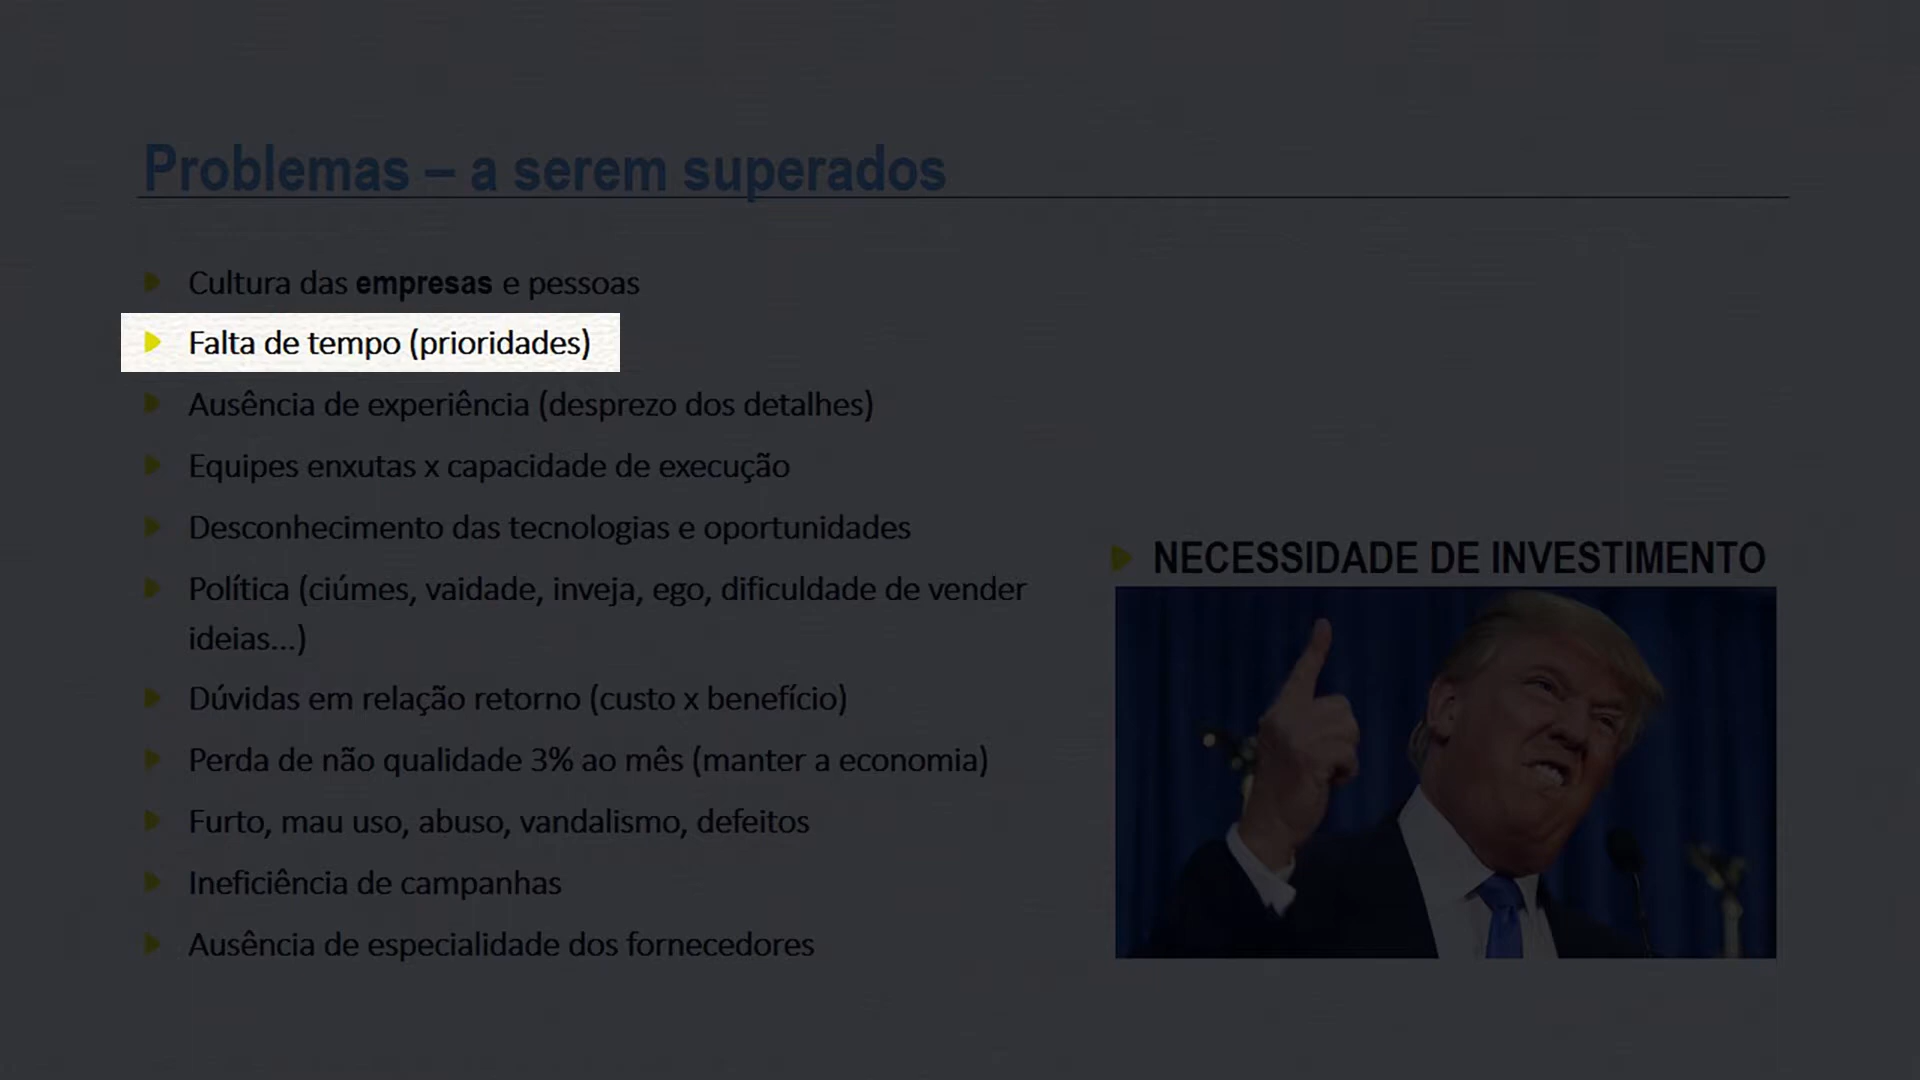 Problemas – a serem superados
Cultura das empresas e pessoas
Falta de tempo (prioridades)
Ausência de experiência (desprezo dos detalhes)
Equipes enxutas x capacidade de execução
Desconhecimento das tecnologias e oportunidades
Política (ciúmes, vaidade, inveja, ego, dificuldade de vender
ideias...)
Dúvidas em relação retorno (custo x benefício)
Perda de não qualidade 3% ao mês (manter a economia)
Furto, mau uso, abuso, vandalismo, defeitos
Ineficiência de campanhas
Ausência de especialidade dos fornecedores
NECESSIDADE DE INVESTIMENTO